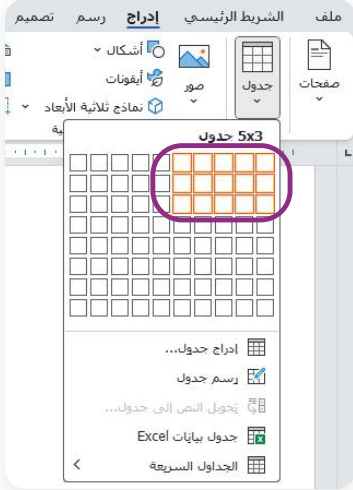 ملف الشريط الرئيسي إدراج رسم تصميم
صفحات
جدول
صور
أشكال
أيقونات
نماذج ثلاثية الأبعاد
5x3 جدول
إدراج جدول...
رسم جدول
تحويل النص إلى جدول...
جدول بيانات Excel
الجداول السريعة